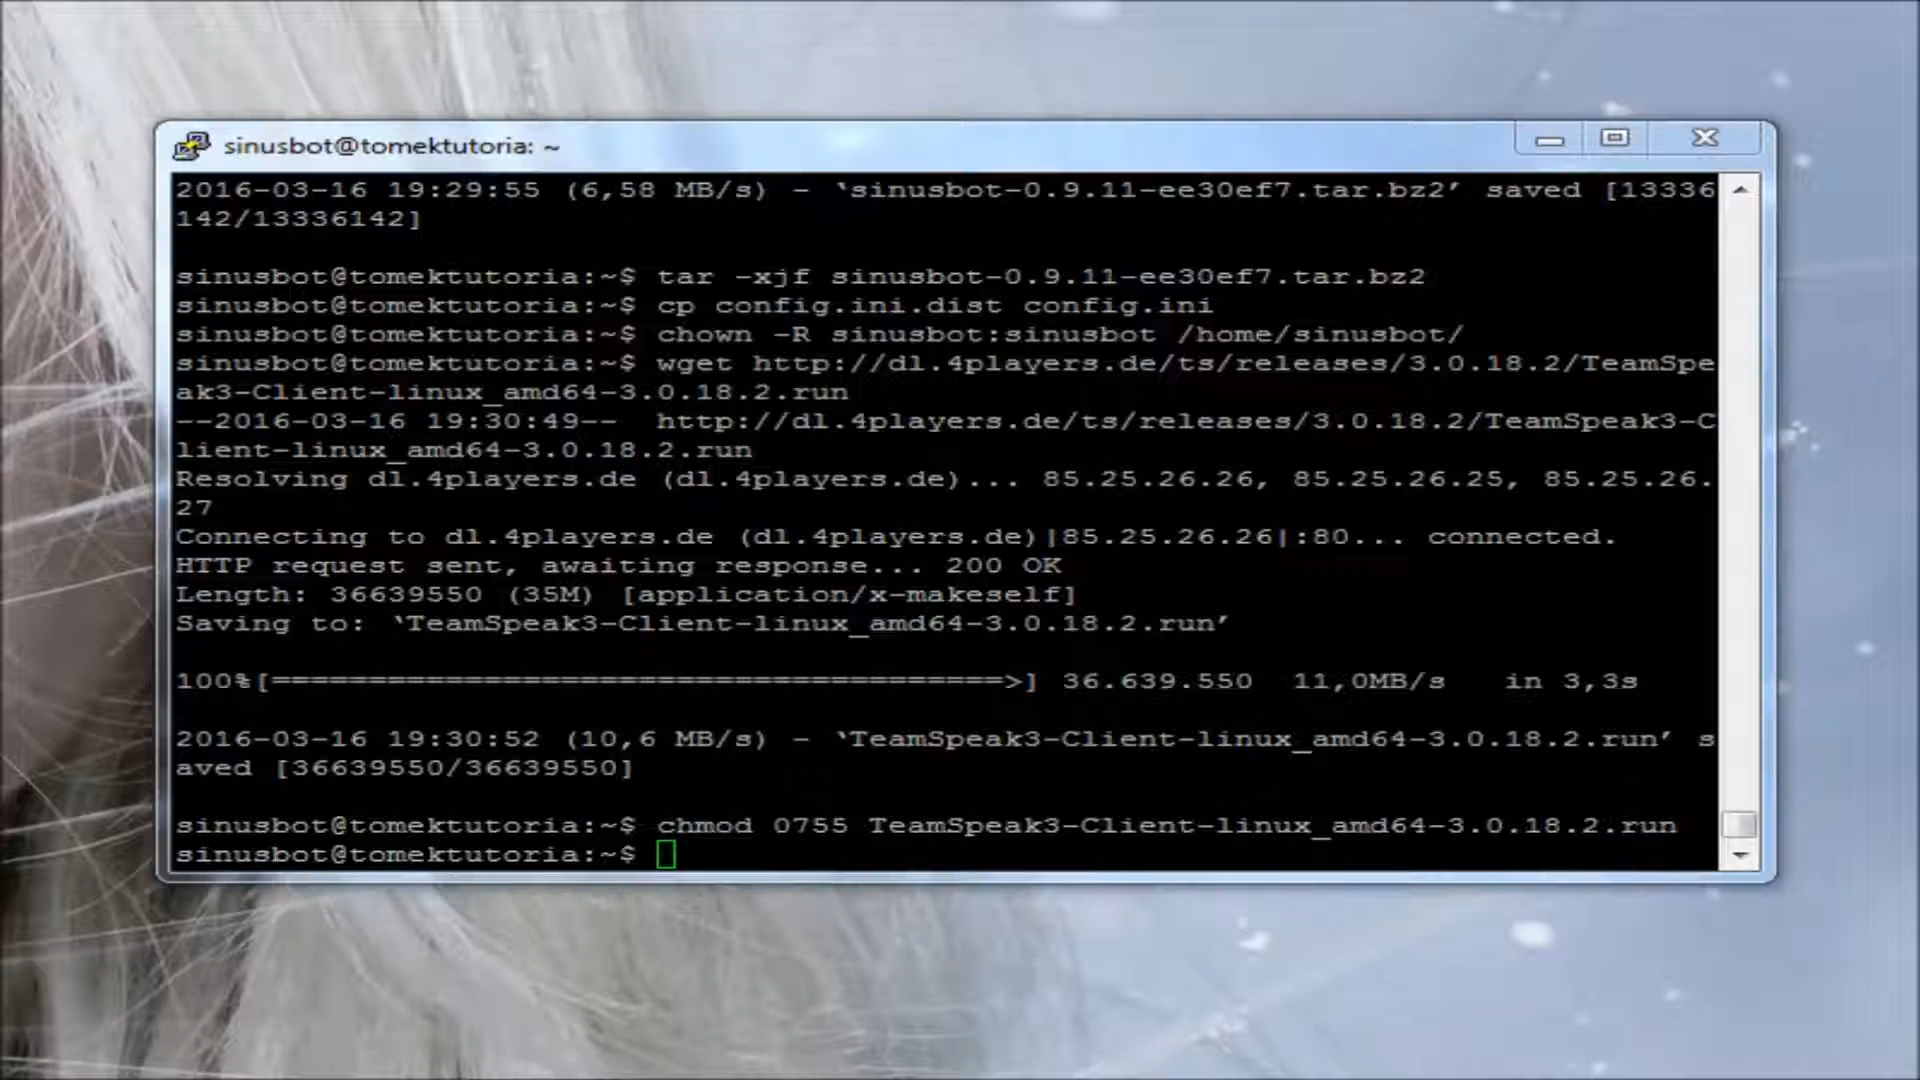 sinusbot@tomektutoria: ~
2016-03-16 19:29:55 (6,58 MB/s) - ‘sinusbot-0.9.11-ee30ef7.tar.bz2’ saved [13336
142/13336142]
sinusbot@tomektutoria:~$ tar -xjf sinusbot-0.9.11-ee30ef7.tar.bz2
sinusbot@tomektutoria:~$ cp config.ini.dist config.ini
sinusbot@tomektutoria:~$ chown -R sinusbot:sinusbot /home/sinusbot/
sinusbot@tomektutoria:~$ wget http://dl.4players.de/ts/releases/3.0.18.2/TeamSpe
ak3-Client-linux_amd64-3.0.18.2.run
--2016-03-16 19:30:49--  http://dl.4players.de/ts/releases/3.0.18.2/TeamSpeak3-C
lient-linux_amd64-3.0.18.2.run
Resolving dl.4players.de (dl.4players.de)... 85.25.26.26, 85.25.26.25, 85.25.26.
27
Connecting to dl.4players.de (dl.4players.de)|85.25.26.26|:80... connected.
HTTP request sent, awaiting response... 200 OK
Length: 36639550 (35M) [application/x-makeself]
Saving to: ‘TeamSpeak3-Client-linux_amd64-3.0.18.2.run’
100%[======================================>] 36.639.550  11,0MB/s   in 3,3s
2016-03-16 19:30:52 (10,6 MB/s) - ‘TeamSpeak3-Client-linux_amd64-3.0.18.2.run’ s
aved [36639550/36639550]
sinusbot@tomektutoria:~$ chmod 0755 TeamSpeak3-Client-linux_amd64-3.0.18.2.run
sinusbot@tomektutoria:~$